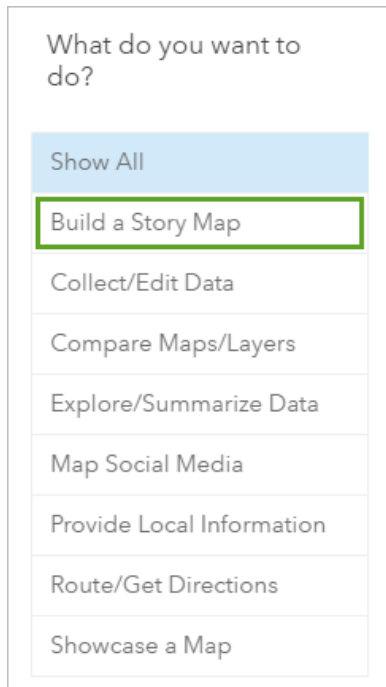 What do you want to
do?
Show All
Build a Story Map
Collect/Edit Data
Compare Maps/Layers
Explore/Summarize Data
Map Social Media
Provide Local Information
Route/Get Directions
Showcase a Map